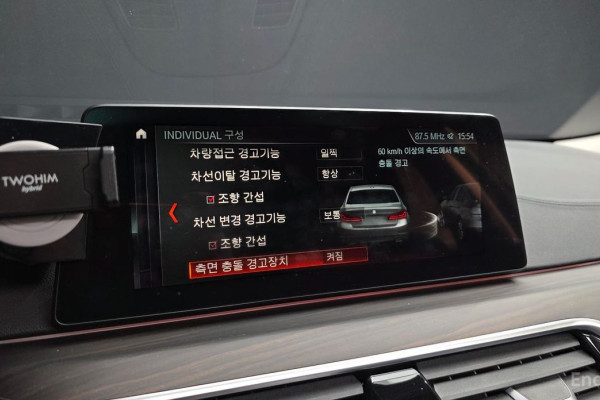 INDIVIDUAL 구성
87.5 MHz 15:54
차량접근 경고기능 일찍
60 km/h 이상의 속도에서 측면
충돌 경고
차선이탈 경고기능 항상
조향 간섭
차선 변경 경고기능 보통
조향 간섭
측면 충돌 경고장치 켜짐
TWOHIM
hybrid
Enc